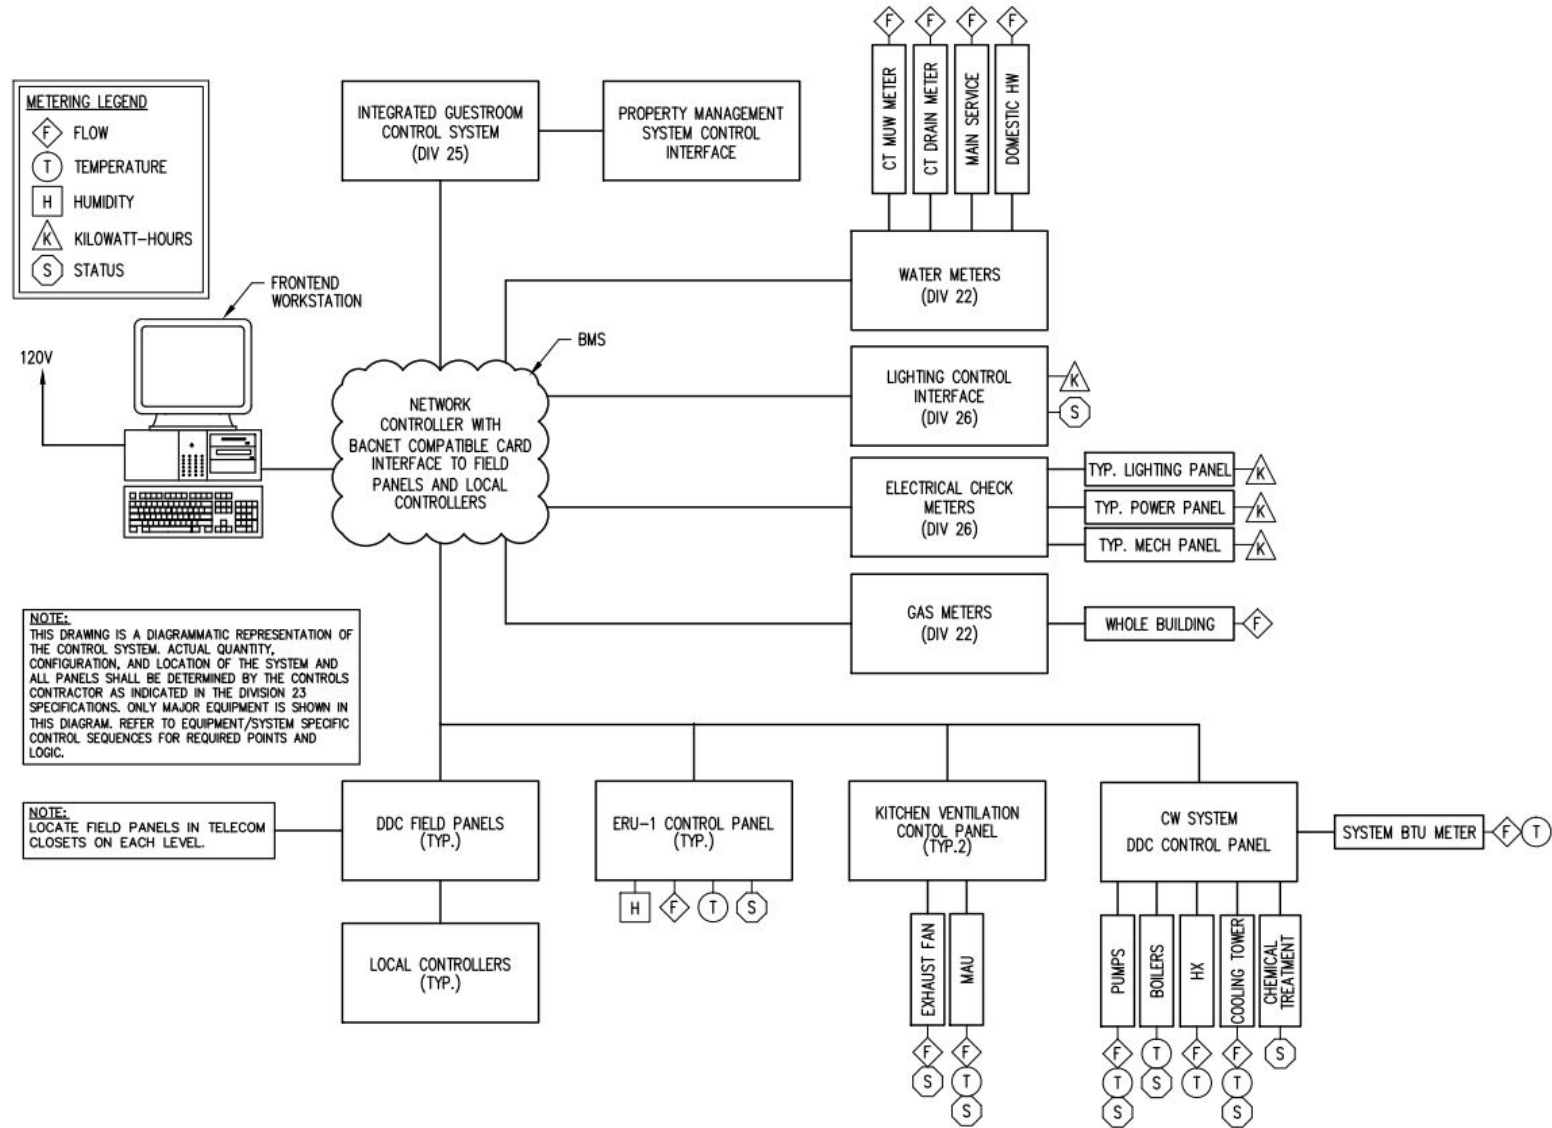 METERING LEGEND
F FLOW
T TEMPERATURE
H HUMIDITY
K KILOWATT-HOURS
S STATUS
FRONTEND
WORKSTATION
120V
INTEGRATED GUESTROOM
CONTROL SYSTEM
(DIV 25)
PROPERTY MANAGEMENT
SYSTEM CONTROL
INTERFACE
F
F
F
F
CT MUW METER
CT DRAIN METER
MAIN SERVICE
DOMESTIC HW
WATER METERS
(DIV 22)
BMS
NETWORK
CONTROLLER WITH
BACNET COMPATIBLE CARD
INTERFACE TO FIELD
PANELS AND LOCAL
CONTROLLERS
LIGHTING CONTROL
INTERFACE
(DIV 26)
K
S
ELECTRICAL CHECK
METERS
(DIV 26)
TYP. LIGHTING PANEL
K
TYP. POWER PANEL
K
TYP. MECH PANEL
K
GAS METERS
(DIV 22)
WHOLE BUILDING
F
NOTE:
THIS DRAWING IS A DIAGRAMMATIC REPRESENTATION OF
THE CONTROL SYSTEM. ACTUAL QUANTITY,
CONFIGURATION, AND LOCATION OF THE SYSTEM AND
ALL PANELS SHALL BE DETERMINED BY THE CONTROLS
CONTRACTOR AS INDICATED IN THE DIVISION 23
SPECIFICATIONS. ONLY MAJOR EQUIPMENT IS SHOWN IN
THIS DIAGRAM. REFER TO EQUIPMENT/SYSTEM SPECIFIC
CONTROL SEQUENCES FOR REQUIRED POINTS AND
LOGIC.
NOTE:
LOCATE FIELD PANELS IN TELECOM
CLOSETS ON EACH LEVEL.
DDC FIELD PANELS
(TYP.)
LOCAL CONTROLLERS
(TYP.)
ERU-1 CONTROL PANEL
(TYP.)
H
F
T
S
KITCHEN VENTILATION
CONTOL PANEL
(TYP.2)
EXHAUST FAN
F
S
MAU
F
T
S
CW SYSTEM
DDC CONTROL PANEL
SYSTEM BTU METER
F
T
PUMPS
F
T
S
BOILERS
T
S
HX
F
T
COOLING TOWER
F
T
S
CHEMICAL
TREATMENT
S